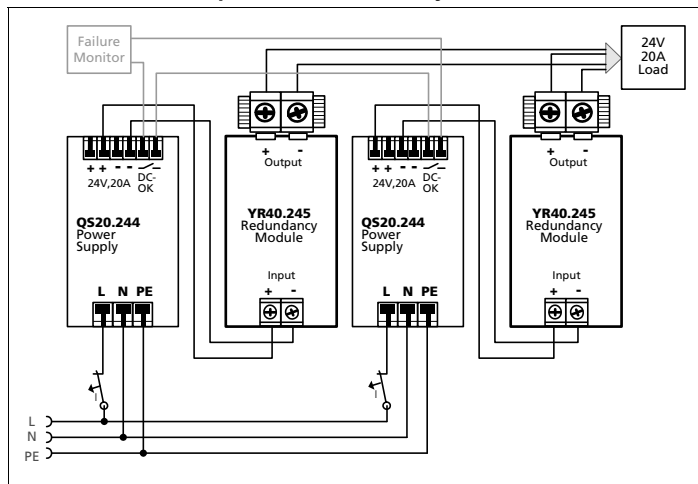 Failure
Monitor
24V
20A
Load
+ + - - DC-
24V,20A OK
QS20.244
Power
Supply
L N PE
+ -
Output
YR40.245
Redundancy
Module
Input
+ -
+ + - - DC-
24V,20A OK
QS20.244
Power
Supply
L N PE
+ -
Output
YR40.245
Redundancy
Module
Input
+ -
I
I
L
N
PE